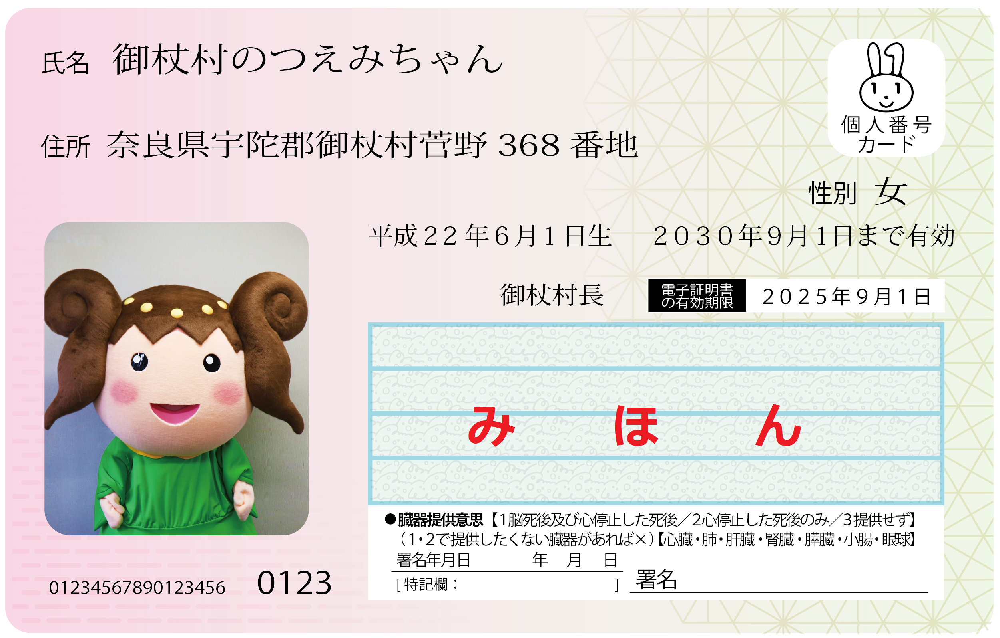 氏名 御杖村のつえみちゃん
個人番号
カード
住所 奈良県宇陀郡御杖村菅野 368 番地
性別 女
平成22年6月1日生 2030年9月1日まで有効
御杖村長
電子証明書
の有効期限
2025年9月1日
みほん
●臓器提供意思【1脳死後及び心停止した死後／2心停止した死後のみ／3提供せず】
（1・2で提供したくない臓器があれば×）【心臓・肺・肝臓・腎臓・膵臓・小腸・眼球】
署名年月日 年 月 日
[ 特記欄： ]
署名
01234567890123456 0123